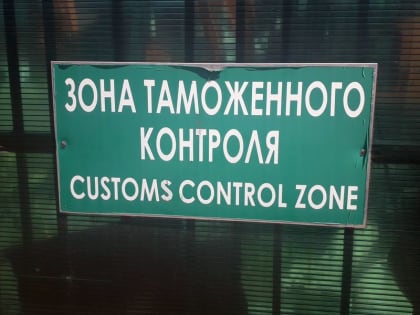 ЗОНА ТАМОЖЕННОГО
КОНТРОЛЯ
CUSTOMS CONTROL ZONE